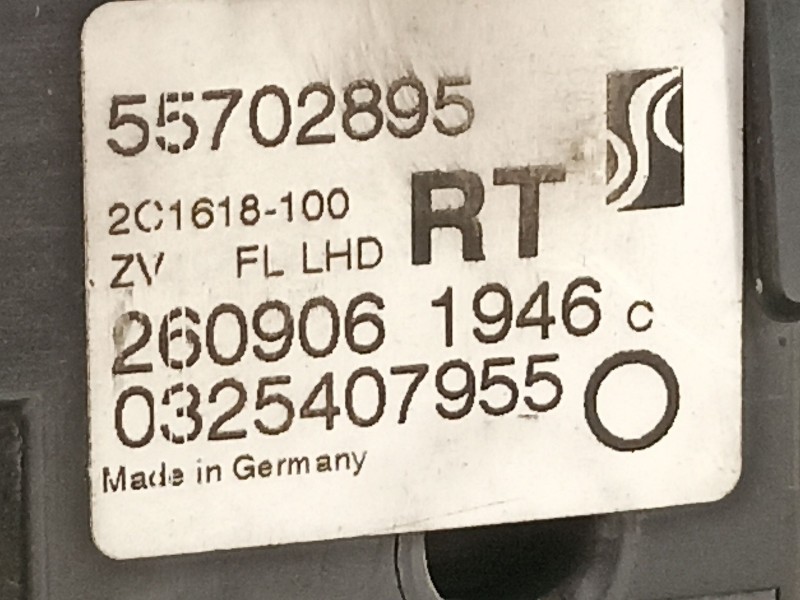 55702895
2C1618-100
RT
ZV FL LHD
260906 1946 C
0325407955
Made in Germany